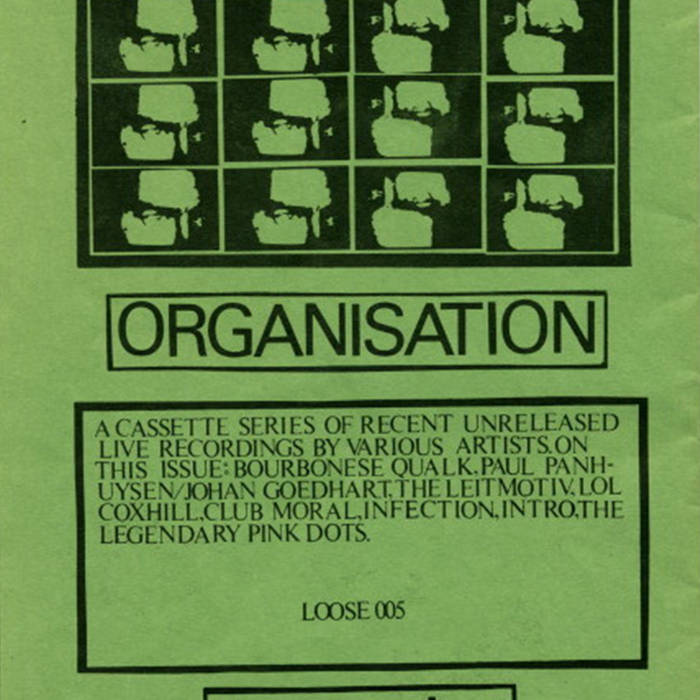 ORGANISATION
A CASSETTE SERIES OF RECENT UNRELEASED
LIVE RECORDINGS BY VARIOUS ARTISTS.ON
THIS ISSUE: BOURBONESE QUALK.PAUL PANH-
UYSEN/JOHAN GOEDHART.THE LEITMOTIV.LOL
COXHILL.CLUB MORAL.INFECTION.INTRO.THE
LEGENDARY PINK DOTS.
LOOSE 005